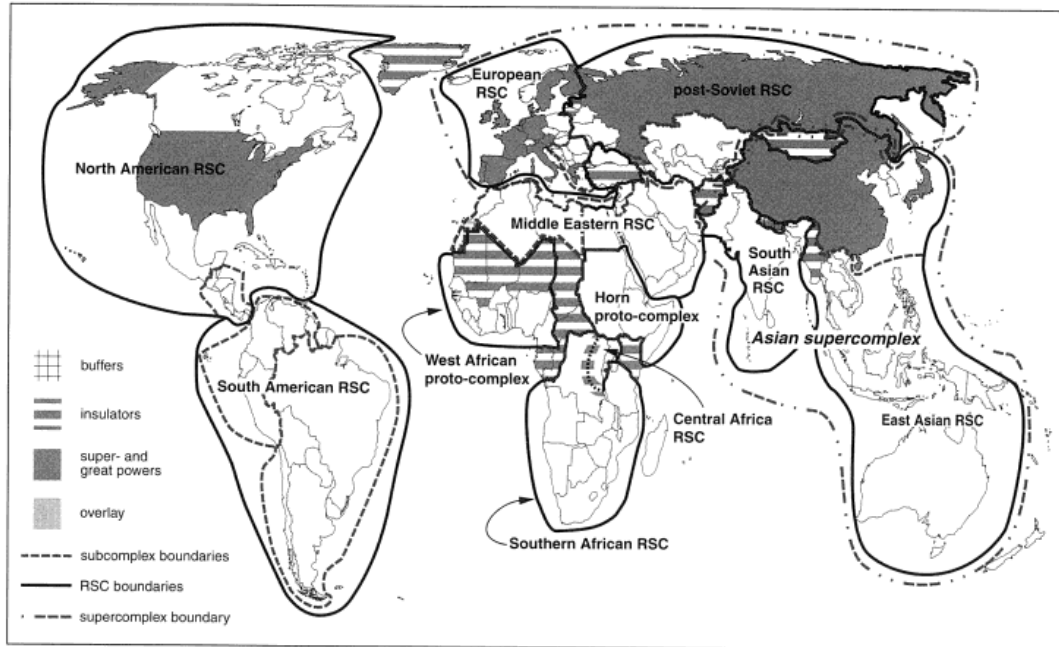 European
RSC
post-Soviet RSC
North American RSC
Middle Eastern RSC
South
Asian
RSC
Horn
proto-complex
Asian supercomplex
West African
proto-complex
South American RSC
Central Africa
RSC
East Asian RSC
Southern African RSC
buffers
insulators
super- and
great powers
overlay
subcomplex boundaries
RSC boundaries
supercomplex boundary